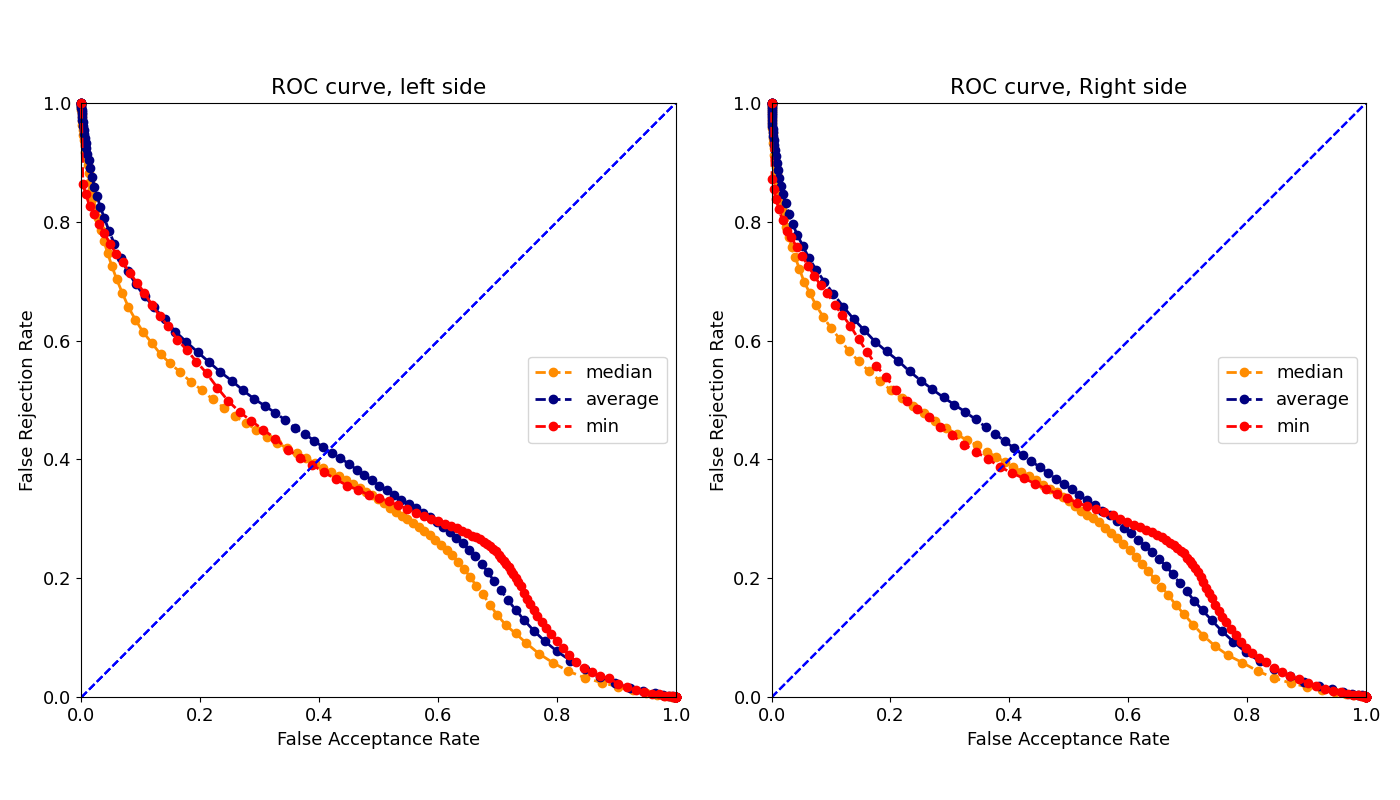 ROC curve, left side
1.0
0.8
0.6
0.4
0.2
0.0
False Rejection Rate
median
average
min
0.0 0.2 0.4 0.6 0.8 1.0
False Acceptance Rate
ROC curve, Right side
1.0
0.8
0.6
0.4
0.2
0.0
False Rejection Rate
median
average
min
0.0 0.2 0.4 0.6 0.8 1.0
False Acceptance Rate